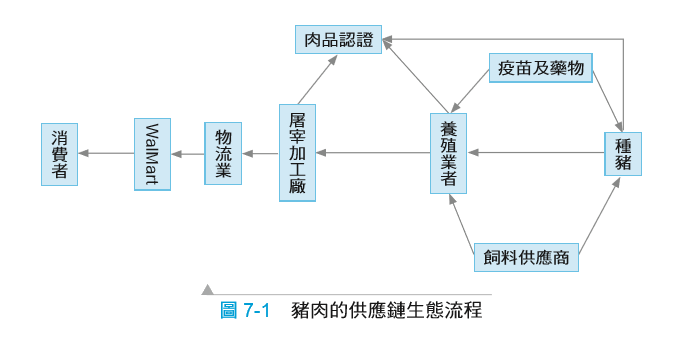 肉品認證
疫苗及藥物
消費者
WalMart
物流業
屠宰加工廠
養殖業者
種豬
飼料供應商
圖 7-1 豬肉的供應鏈生態流程